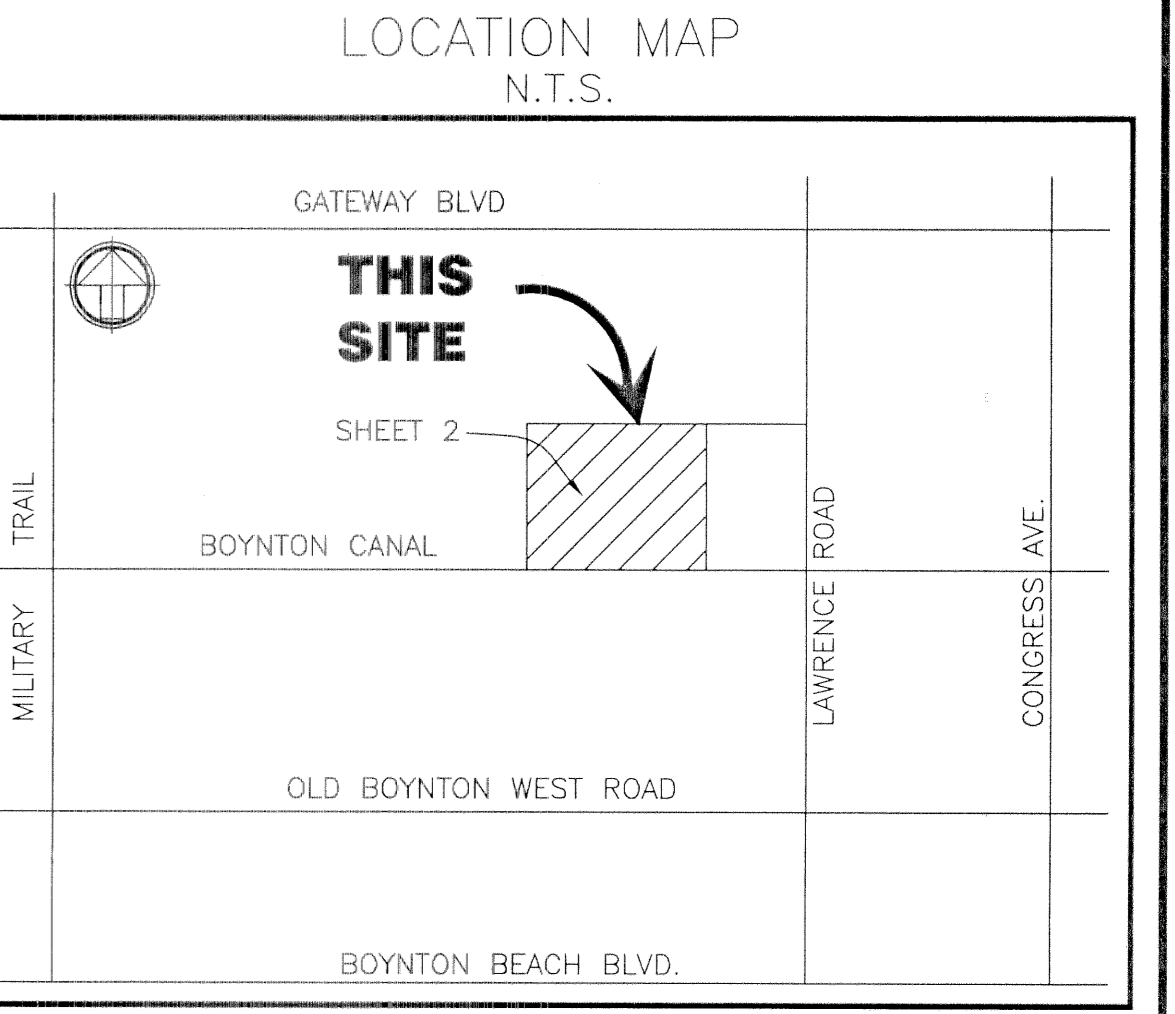 LOCATION MAP
N.T.S.
GATEWAY BLVD
THIS
SITE
SHEET 2
BOYNTON CANAL
MILITARY TRAIL
LAWRENCE ROAD
CONGRESS AVE.
OLD BOYNTON WEST ROAD
BOYNTON BEACH BLVD.